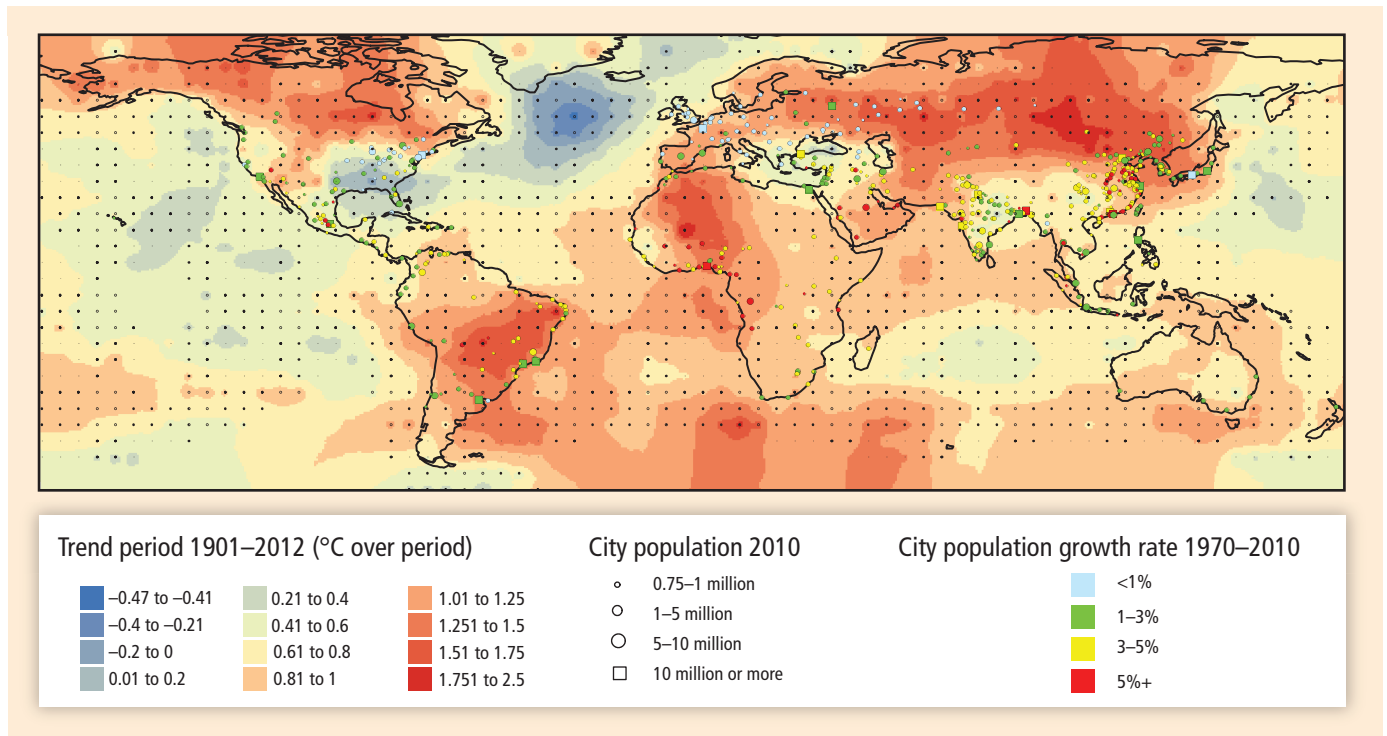 Trend period 1901–2012 (°C over period)
–0.47 to –0.41
–0.4 to –0.21
–0.2 to 0
0.01 to 0.2
0.21 to 0.4
0.41 to 0.6
0.61 to 0.8
0.81 to 1
1.01 to 1.25
1.251 to 1.5
1.51 to 1.75
1.751 to 2.5
City population 2010
0.75–1 million
1–5 million
5–10 million
10 million or more
City population growth rate 1970–2010
<1%
1–3%
3–5%
5%+